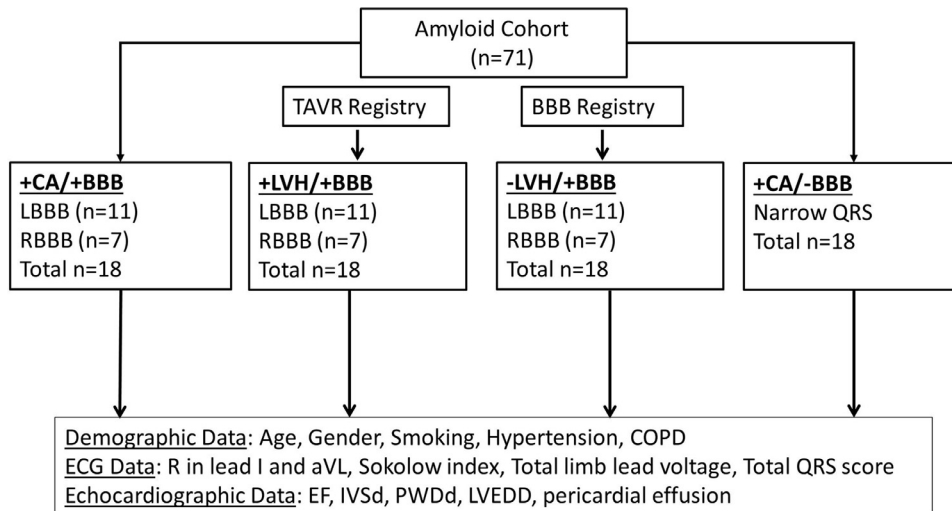 Amyloid Cohort
(n=71)
TAVR Registry
BBB Registry
+CA/+BBB
LBBB (n=11)
RBBB (n=7)
Total n=18
+LVH/+BBB
LBBB (n=11)
RBBB (n=7)
Total n=18
-LVH/+BBB
LBBB (n=11)
RBBB (n=7)
Total n=18
+CA/-BBB
Narrow QRS
Total n=18
Demographic Data: Age, Gender, Smoking, Hypertension, COPD
ECG Data: R in lead I and aVL, Sokolow index, Total limb lead voltage, Total QRS score
Echocardiographic Data: EF, IVSd, PWDd, LVEDD, pericardial effusion